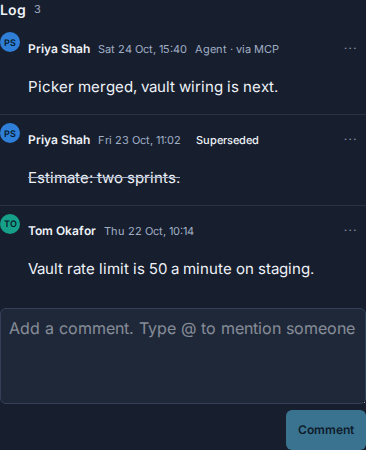 Log 3
PS Priya Shah Sat 24 Oct, 15:40 Agent · via MCP ···
Picker merged, vault wiring is next.
PS Priya Shah Fri 23 Oct, 11:02 Superseded ···
Estimate: two sprints.
TO Tom Okafor Thu 22 Oct, 10:14 ···
Vault rate limit is 50 a minute on staging.
Add a comment. Type @ to mention someone
Comment